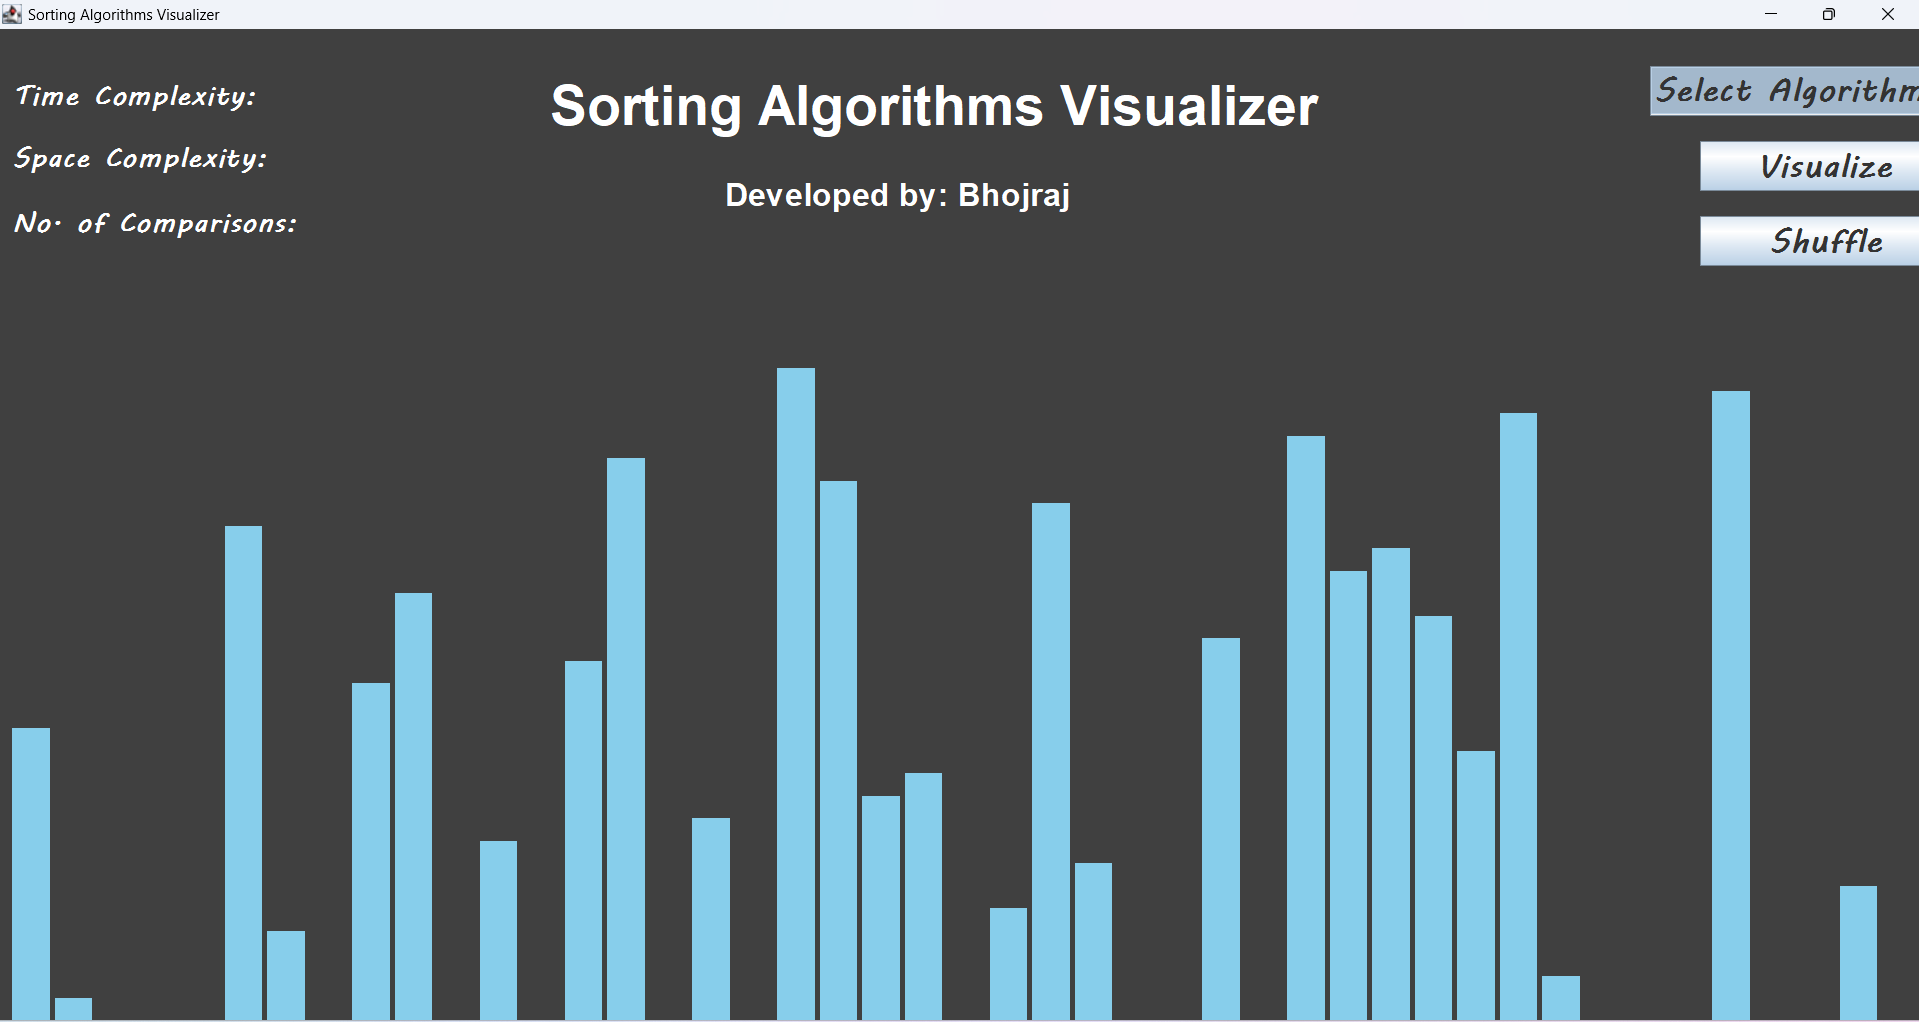 Sorting Algorithms Visualizer
Time Complexity:
Space Complexity:
No. of Comparisons:
Sorting Algorithms Visualizer
Developed by: Bhojraj
Select Algorithm
Visualize
Shuffle